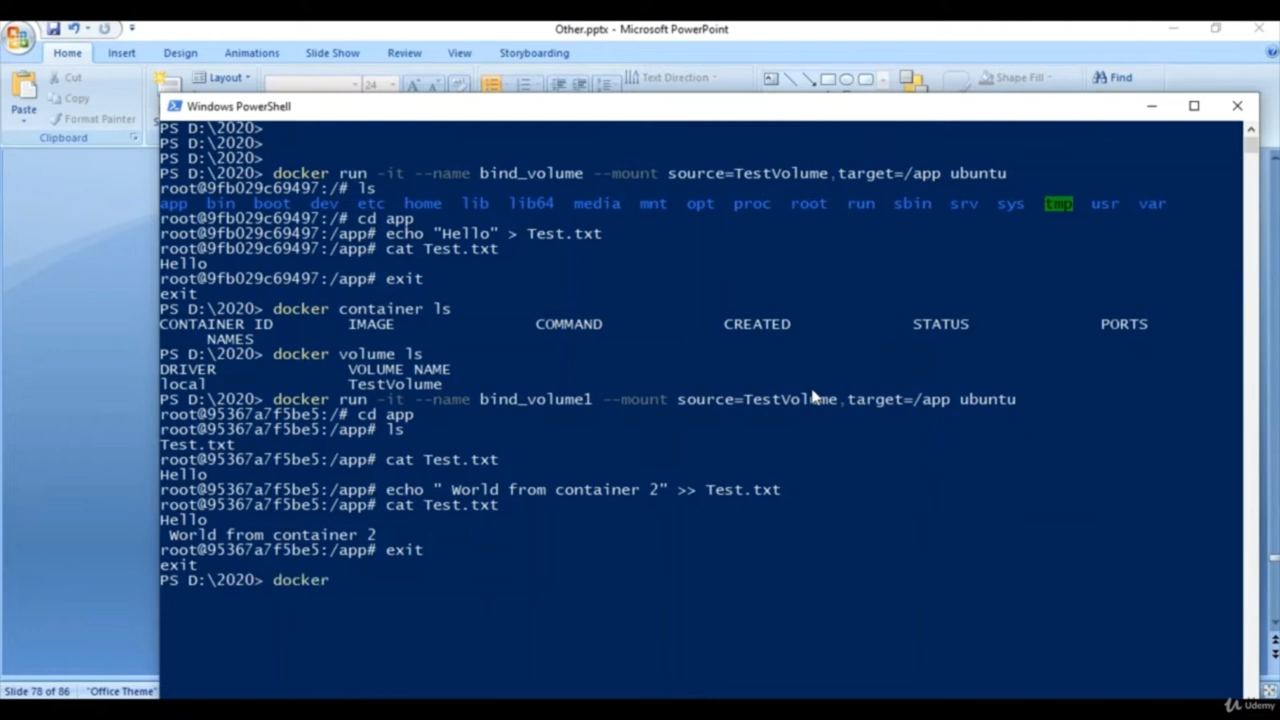 Other.pptx - Microsoft PowerPoint
Home Insert Design Animations Slide Show Review View Storyboarding
Cut
Copy
Format Painter
Paste
Clipboard
Layout
24
Text Direction
Shape Fill
Find
Windows PowerShell
PS D:\2020>
PS D:\2020>
PS D:\2020>
PS D:\2020> docker run -it --name bind_volume --mount source=TestVolume,target=/app ubuntu
root@9fb029c69497:/# ls
app bin boot dev etc home lib lib64 media mnt opt proc root run sbin srv sys tmp usr var
root@9fb029c69497:/# cd app
root@9fb029c69497:/app# echo "Hello" > Test.txt
root@9fb029c69497:/app# cat Test.txt
Hello
root@9fb029c69497:/app# exit
exit
PS D:\2020> docker container ls
CONTAINER ID IMAGE COMMAND CREATED STATUS PORTS
NAMES
PS D:\2020> docker volume ls
DRIVER VOLUME NAME
local TestVolume
PS D:\2020> docker run -it --name bind_volume1 --mount source=TestVolume,target=/app ubuntu
root@95367a7f5be5:/# cd app
root@95367a7f5be5:/app# ls
Test.txt
root@95367a7f5be5:/app# cat Test.txt
Hello
root@95367a7f5be5:/app# echo " World from container 2" >> Test.txt
root@95367a7f5be5:/app# cat Test.txt
Hello
 World from container 2
root@95367a7f5be5:/app# exit
exit
PS D:\2020> docker
Slide 78 of 86 "Office Theme"
Udemy